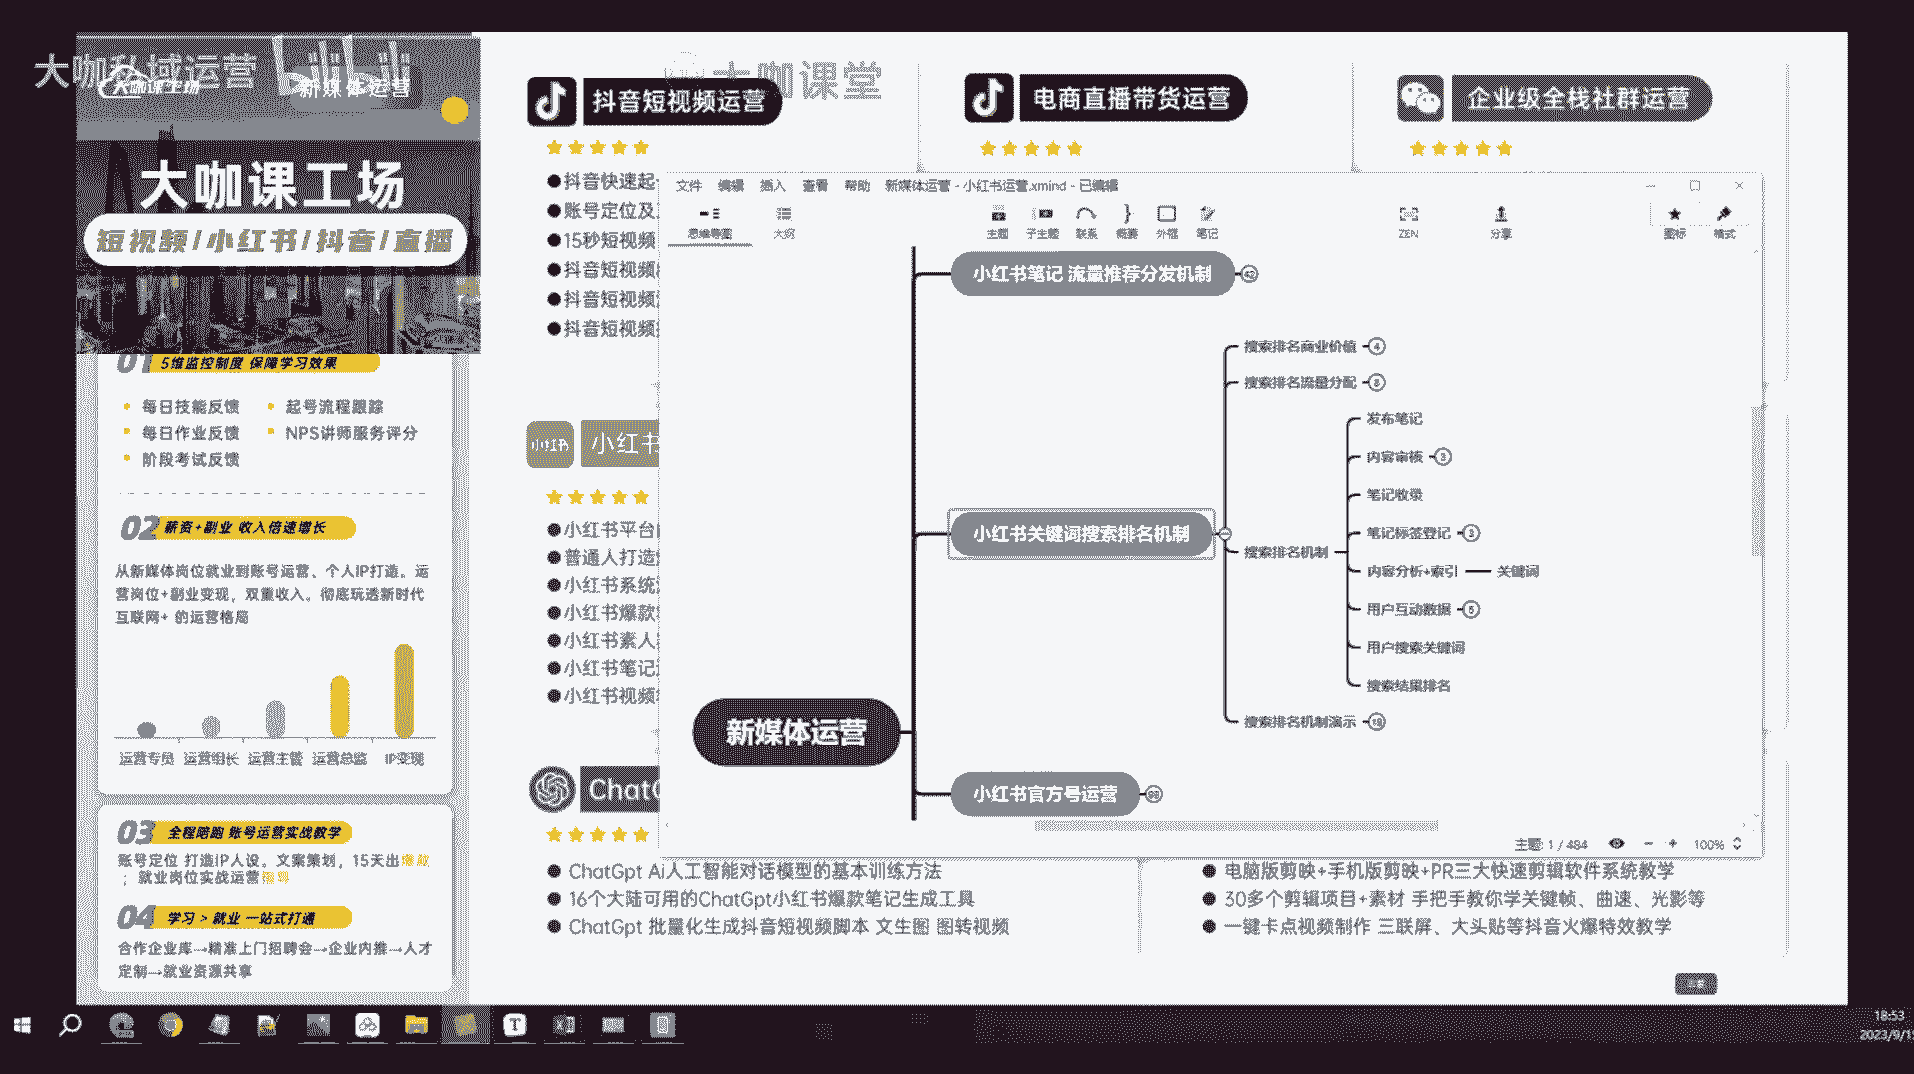 大咖私域运营
大咖课工场
新媒体运营
大咖课工场
短视频/小红书/抖音/直播
01 5维监控制度 保障学习效果
每日技能反馈
起号流程跟踪
每日作业反馈
NPS讲师服务评分
阶段考试反馈
02 薪资+副业 收入倍速增长
从新媒体岗位就业到账号运营、个人IP打造。运
营岗位+副业变现，双重收入。彻底玩透新时代
互联网+ 的运营格局
运营专员 运营组长 运营主管 运营总监 IP变现
03 全程陪跑 账号运营实战教学
账号定位 打造IP人设。文案策划，15天出爆款
；就业岗位实战运营
04 学习 > 就业 一站式打通
合作企业库→精准上门招聘会→企业内推→人才
定制→就业资源共享
大咖课堂
抖音短视频运营
电商直播带货运营
企业级全栈社群运营
抖音快速起
账号定位及
15秒短视频
抖音短视频
抖音短视频
抖音短视频
小红书
小红书
小红书平台
普通人打造
小红书系统
小红书爆款
小红书素人
小红书笔记
小红书视频
ChatG
ChatGpt Ai人工智能对话模型的基本训练方法
16个大陆可用的ChatGpt小红书爆款笔记生成工具
ChatGpt 批量化生成抖音短视频脚本 文生图 图转视频
电脑版剪映+手机版剪映+PR三大快速剪辑软件系统教学
30多个剪辑项目+素材 手把手教你学关键帧、曲速、光影等
一键卡点视频制作 三联屏、大头贴等抖音火爆特效教学
文件 编辑 插入 查看 帮助 新媒体运营 - 小红书运营.xmind - 已编辑
思维导图 大纲 主题 子主题 联系 概要 外框 笔记 ZEN 分享 图标 格式
小红书笔记 流量推荐分发机制
搜索排名商业价值 4
搜索排名流量分配
发布笔记
内容审核 3
笔记收录
小红书关键词搜索排名机制
笔记标签登记 3
搜索排名机制
内容分析+索引 关键词
用户互动数据 5
用户搜索关键词
搜索结果排名
搜索排名机制演示
新媒体运营
小红书官方号运营
主题: 1 / 484
100%
18:53
2023/9/1